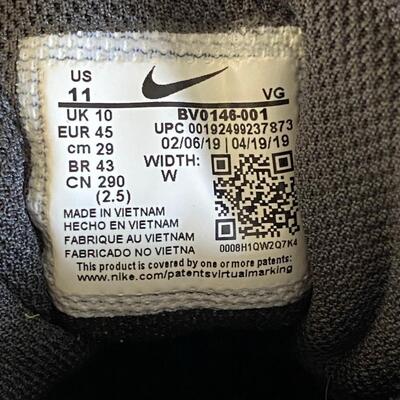 US
11 VG
UK 10 BV0146-001
EUR 45 UPC 00192499237873
cm 29 02/06/19 | 04/19/19
BR 43 WIDTH:
CN 290 W
(2.5)
MADE IN VIETNAM
HECHO EN VIETNAM
FABRIQUE AU VIETNAM
FABRICADO NO VIETNA 0008H1QW2Q7K4
This product is covered by one or more patents. See
www.nike.com/patentsvirtualmarking